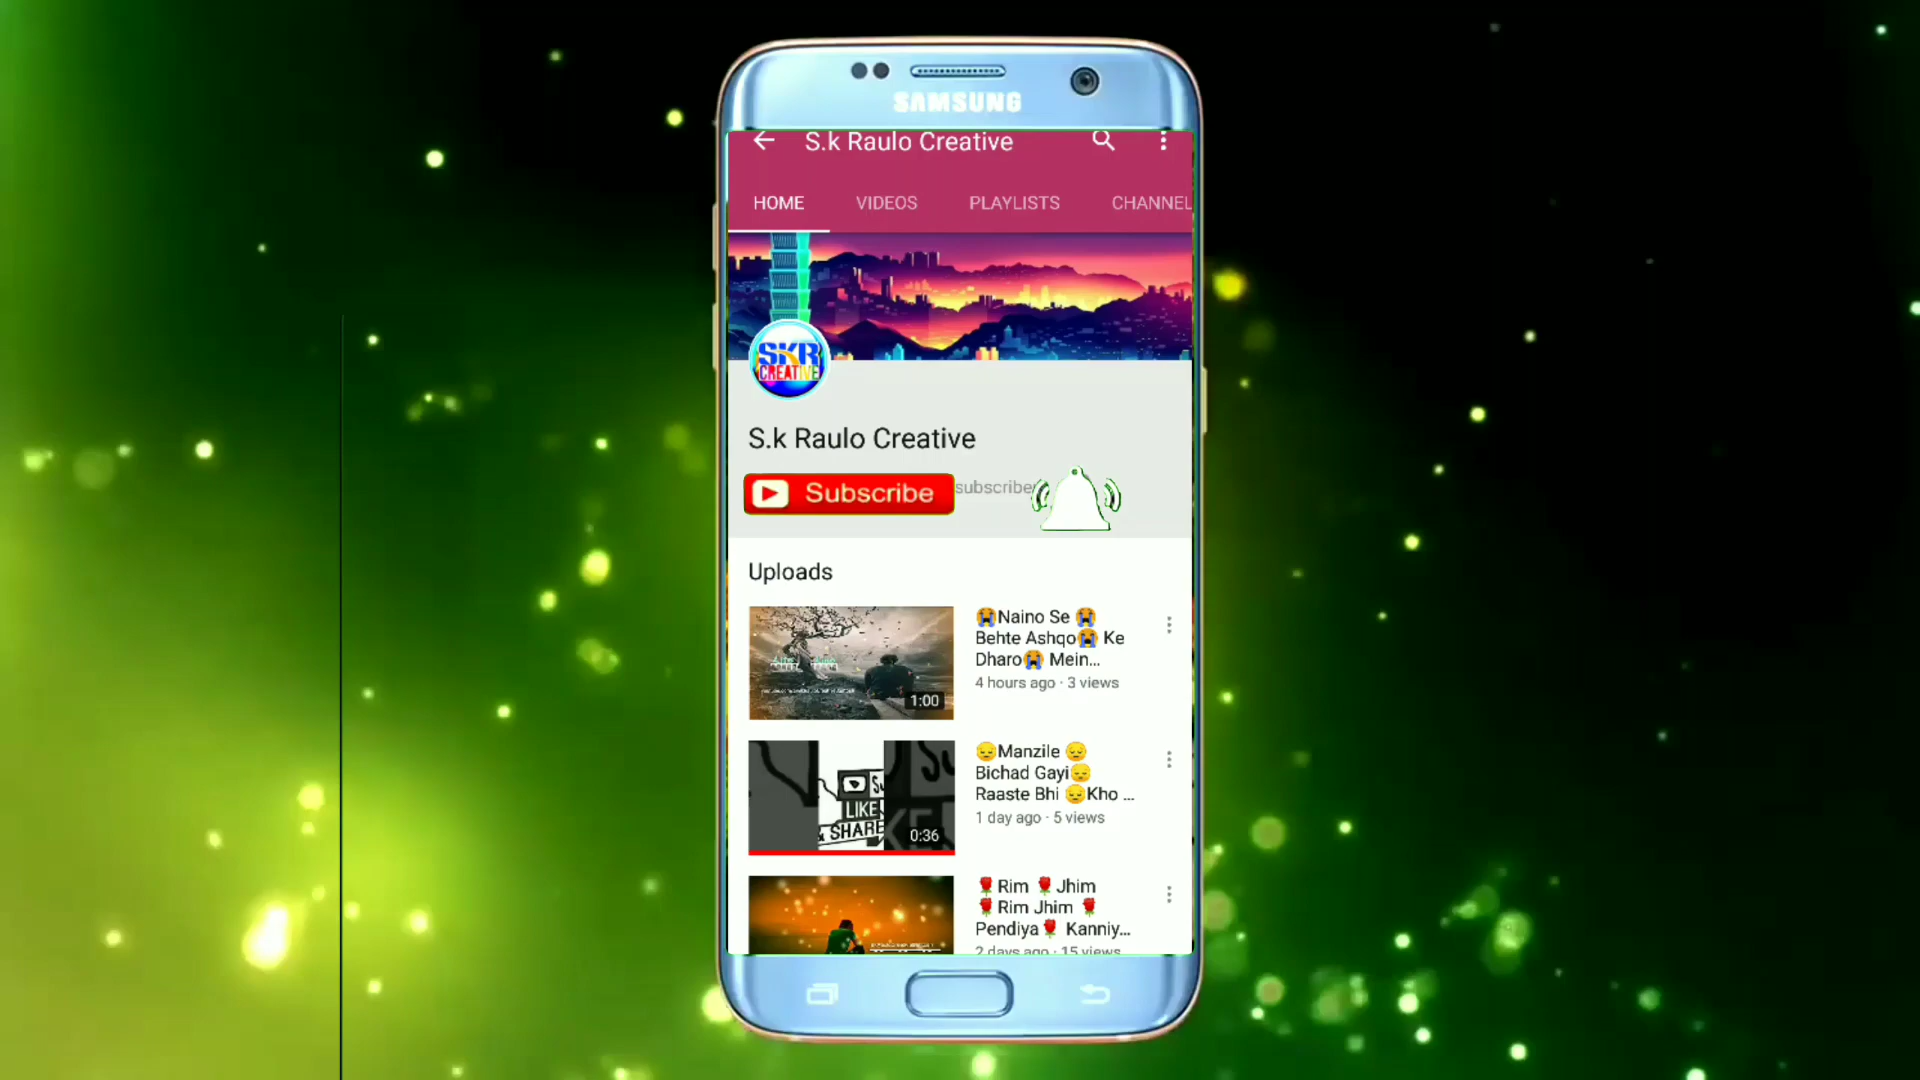 SAMSUNG
S.k Raulo Creative
HOME VIDEOS PLAYLISTS CHANNEL
SKR
CREATIVE
S.k Raulo Creative
Subscribe subscribe
Uploads
😭Naino Se 😭
Behte Ashqo😭 Ke
Dharo😭 Mein...
4 hours ago · 3 views
1:00
😔Manzile 😔
Bichad Gayi😔
Raaste Bhi 😔Kho ...
1 day ago · 5 views
LIKE
& SHARE
0:36
🌹Rim 🌹Jhim
🌹Rim Jhim 🌹
Pendiya🌹 Kanniy...
2 days ago · 15 views